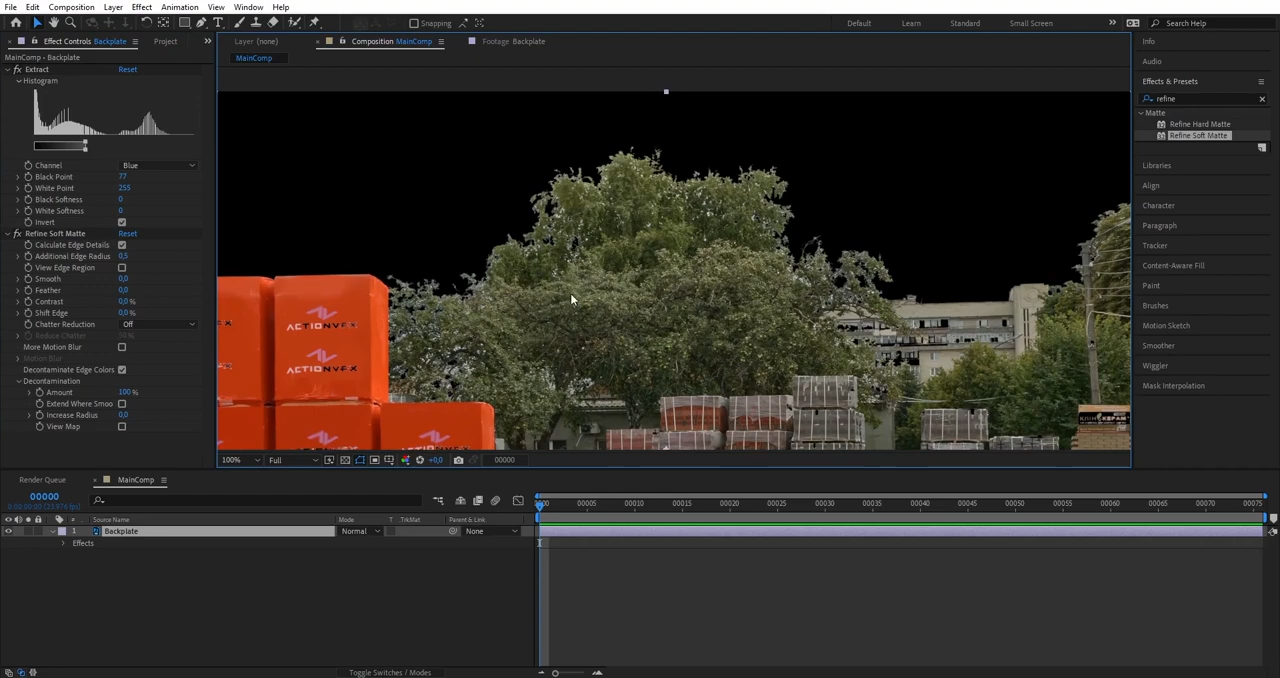 File Edit Composition Layer Effect Animation View Window Help
Snapping Default Learn Standard Small Screen Search Help
Effect Controls Backplate Project
MainComp • Backplate
fx Extract Reset
Histogram
Channel Blue
Black Point 77
White Point 255
Black Softness 0
White Softness 0
Invert
fx Refine Soft Matte Reset
Calculate Edge Details
Additional Edge Radius 0,5
View Edge Region
Smooth 0,0
Feather 0,0
Contrast 0,0 %
Shift Edge 0,0 %
Chatter Reduction Off
More Motion Blur
Motion Blur
Decontaminate Edge Colors
Decontamination
Amount 100 %
Extend Where Smoo
Increase Radius 0,0
View Map
Layer (none) Composition MainComp Footage Backplate
MainComp
ACTIONVFX
ACTIONVFX
КЕРАМ
100% Full +0,0 00000
Info
Audio
Effects & Presets
refine
Matte
Refine Hard Matte
Refine Soft Matte
Libraries
Align
Character
Paragraph
Tracker
Content-Aware Fill
Paint
Brushes
Motion Sketch
Smoother
Wiggler
Mask Interpolation
Render Queue MainComp
00000
# Source Name Mode T TrkMat Parent & Link
1 Backplate Normal None
Effects
00005 00010 00015 00020 00025 00030 00035 00040 00045 00050 00055 00060 00065 00070 00075
Toggle Switches / Modes